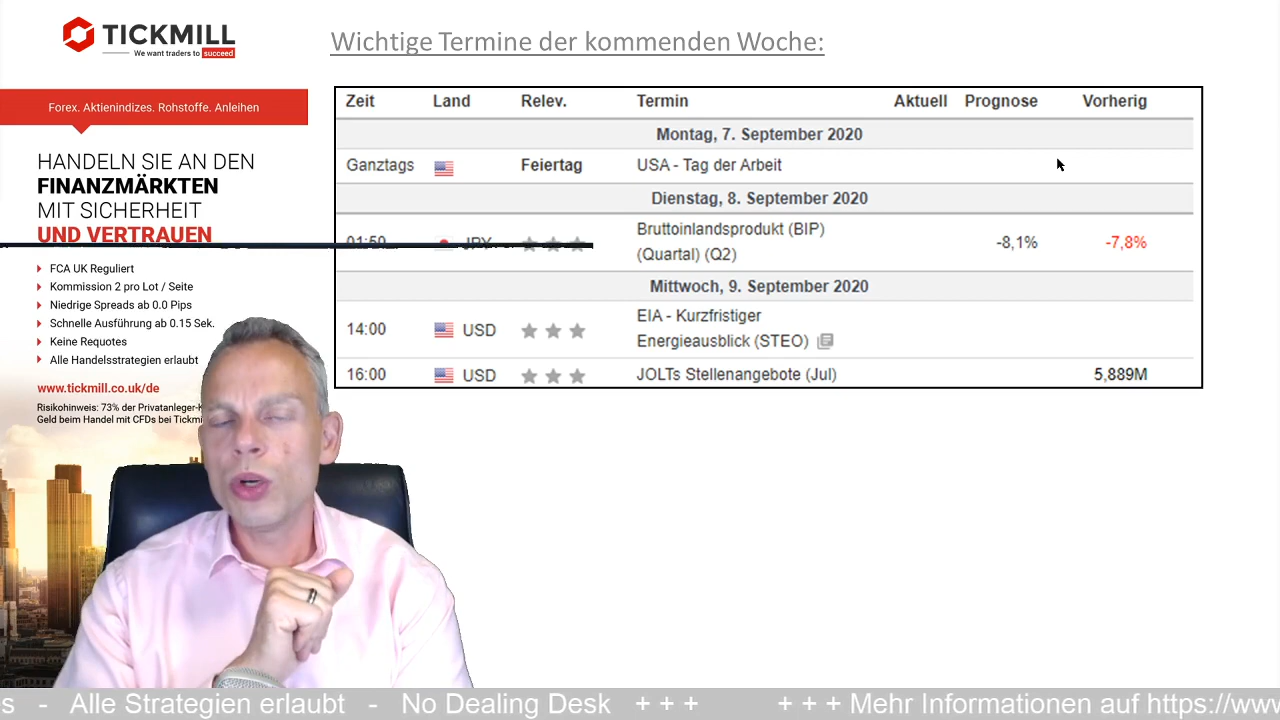 TICKMILL
We want traders to succeed
Wichtige Termine der kommenden Woche:
Forex. Aktienindizes. Rohstoffe. Anleihen
HANDELN SIE AN DEN
FINANZMÄRKTEN
MIT SICHERHEIT
UND VERTRAUEN
FCA UK Reguliert
Kommission 2 pro Lot / Seite
Niedrige Spreads ab 0.0 Pips
Schnelle Ausführung ab 0.15 Sek.
Keine Requotes
Alle Handelsstrategien erlaubt
www.tickmill.co.uk/de
Risikohinweis: 73% der Privatanleger-K
Geld beim Handel mit CFDs bei Tickmi
Zeit Land Relev. Termin Aktuell Prognose Vorherig
Montag, 7. September 2020
Ganztags Feiertag USA - Tag der Arbeit
Dienstag, 8. September 2020
01:50 JPY Bruttoinlandsprodukt (BIP)
(Quartal) (Q2) -8,1% -7,8%
Mittwoch, 9. September 2020
14:00 USD EIA - Kurzfristiger
Energieausblick (STEO)
16:00 USD JOLTs Stellenangebote (Jul) 5,889M
s - Alle Strategien erlaubt - No Dealing Desk + + + + + + Mehr Informationen auf https://www